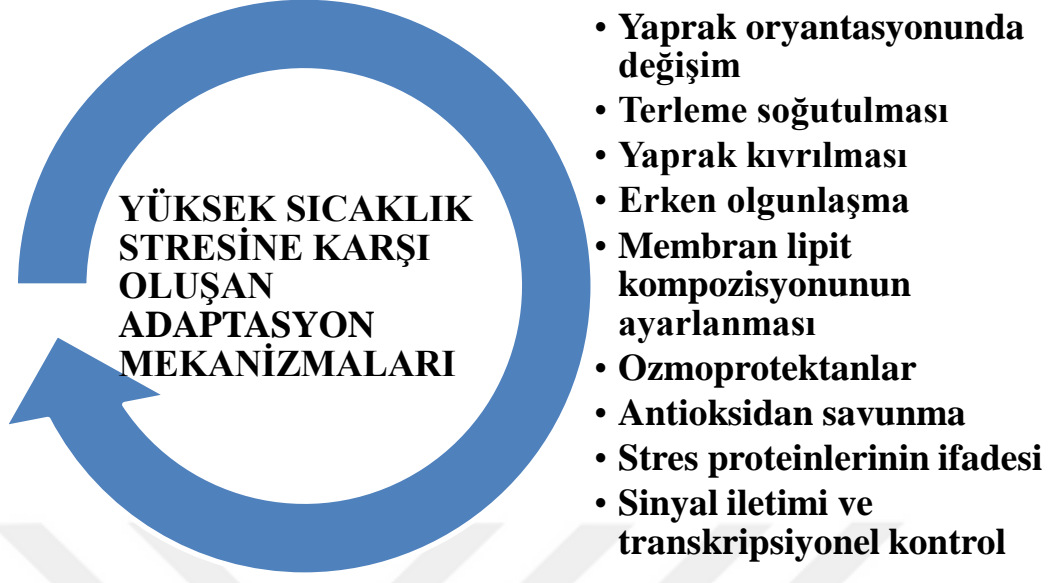 YÜKSEK SICAKLIK
STRESİNE KARŞI
OLUŞAN
ADAPTASYON
MEKANİZMALARI
• Yaprak oryantasyonunda
değişim
• Terleme soğutulması
• Yaprak kıvrılması
• Erken olgunlaşma
• Membran lipit
kompozisyonunun
ayarlanması
• Ozmoprotektanlar
• Antioksidan savunma
• Stres proteinlerinin ifadesi
• Sinyal iletimi ve
transkripsiyonel kontrol